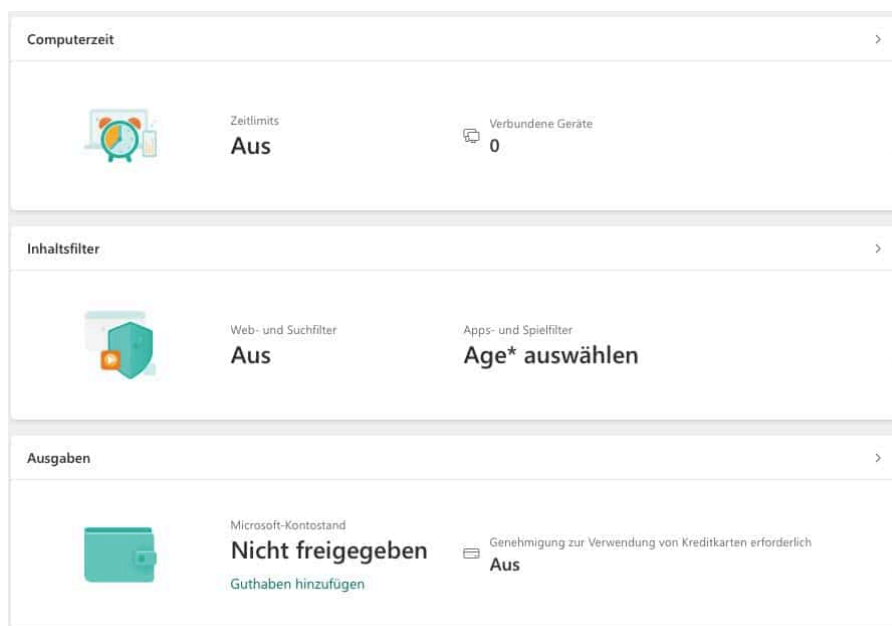 Computerzeit
Zeitlimits
Aus
Verbundene Geräte
0
Inhaltsfilter
Web- und Suchfilter
Aus
Apps- und Spielfilter
Age* auswählen
Ausgaben
Microsoft-Kontostand
Nicht freigegeben
Guthaben hinzufügen
Genehmigung zur Verwendung von Kreditkarten erforderlich
Aus